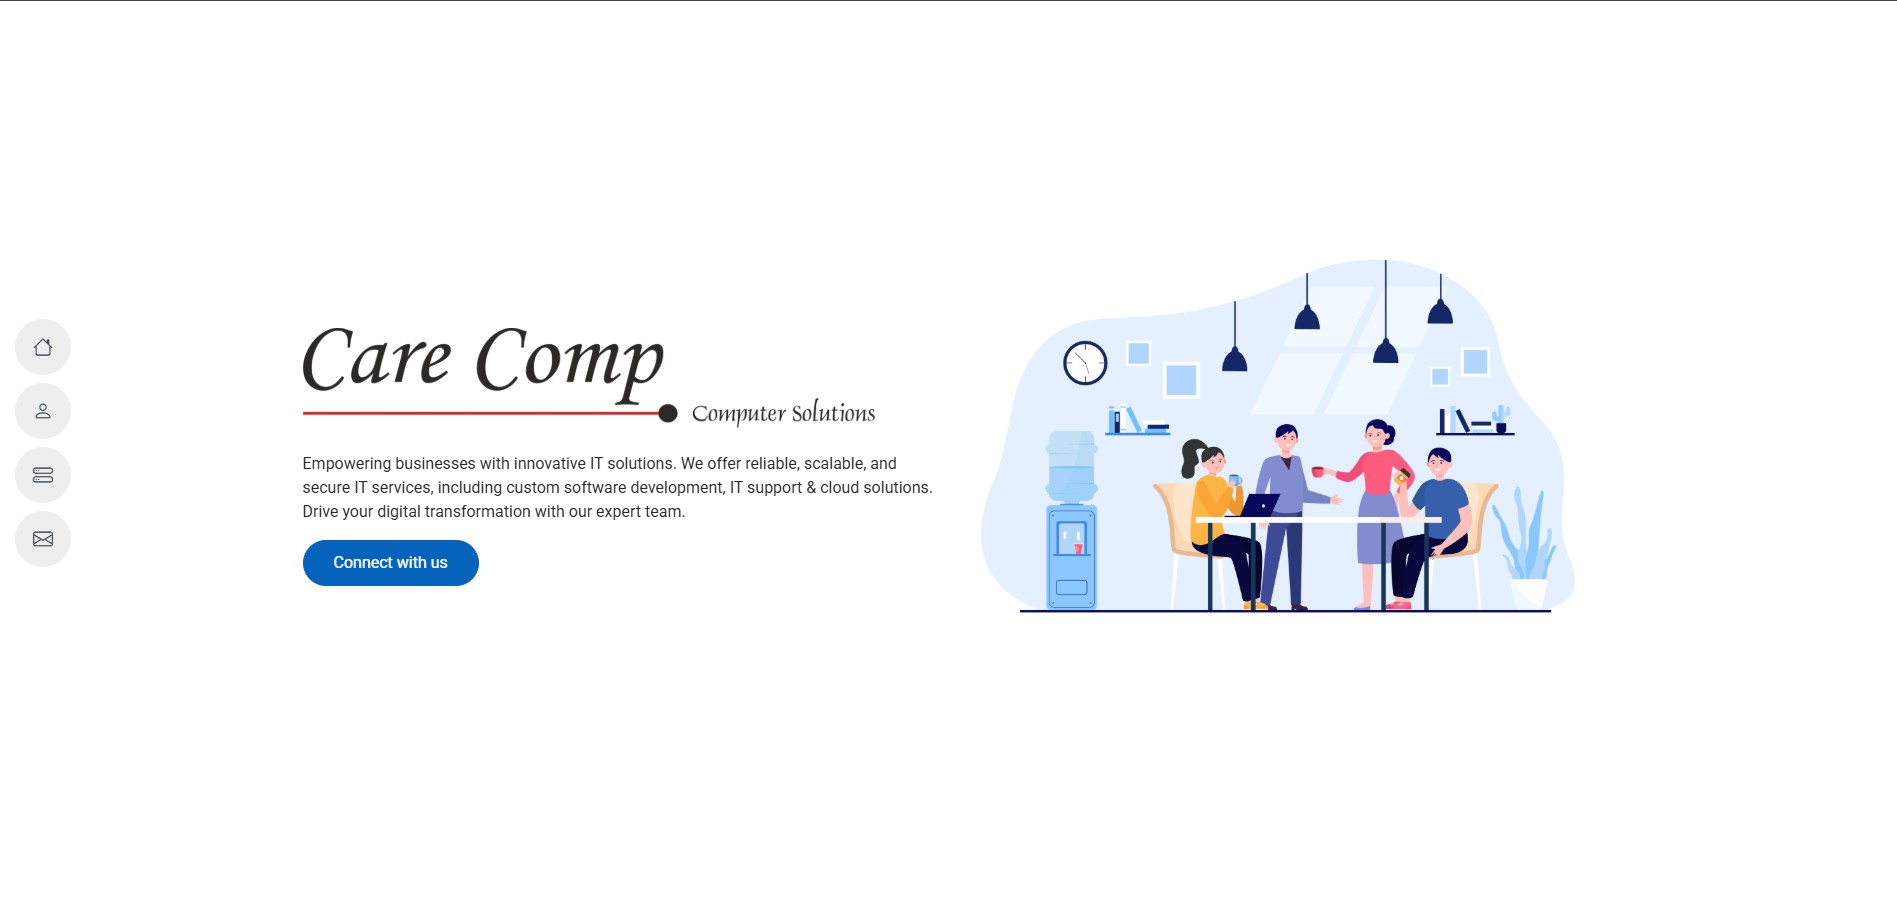 Care Comp
Computer Solutions
Empowering businesses with innovative IT solutions. We offer reliable, scalable, and
secure IT services, including custom software development, IT support & cloud solutions.
Drive your digital transformation with our expert team.
Connect with us